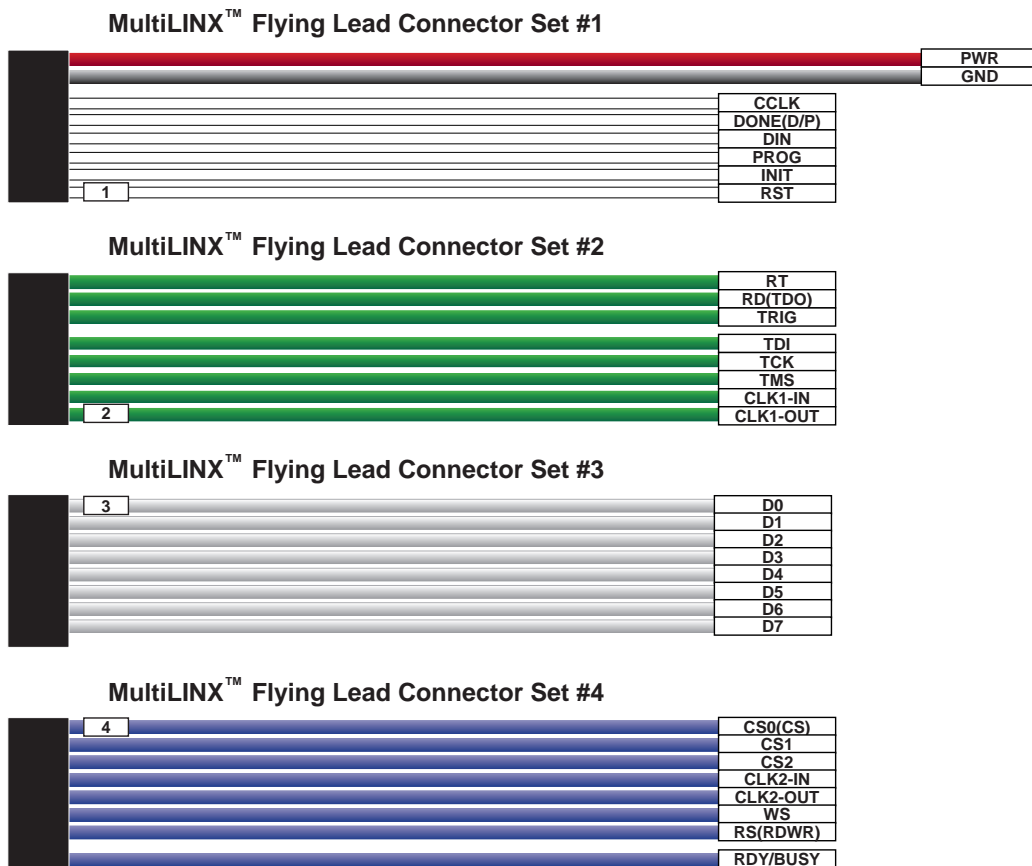 MultiLINX™ Flying Lead Connector Set #1
PWR
GND
CCLK
DONE(D/P)
DIN
PROG
INIT
1
RST
MultiLINX™ Flying Lead Connector Set #2
RT
RD(TDO)
TRIG
TDI
TCK
TMS
CLK1-IN
2
CLK1-OUT
MultiLINX™ Flying Lead Connector Set #3
3
D0
D1
D2
D3
D4
D5
D6
D7
MultiLINX™ Flying Lead Connector Set #4
4
CS0(CS)
CS1
CS2
CLK2-IN
CLK2-OUT
WS
RS(RDWR)
RDY/BUSY